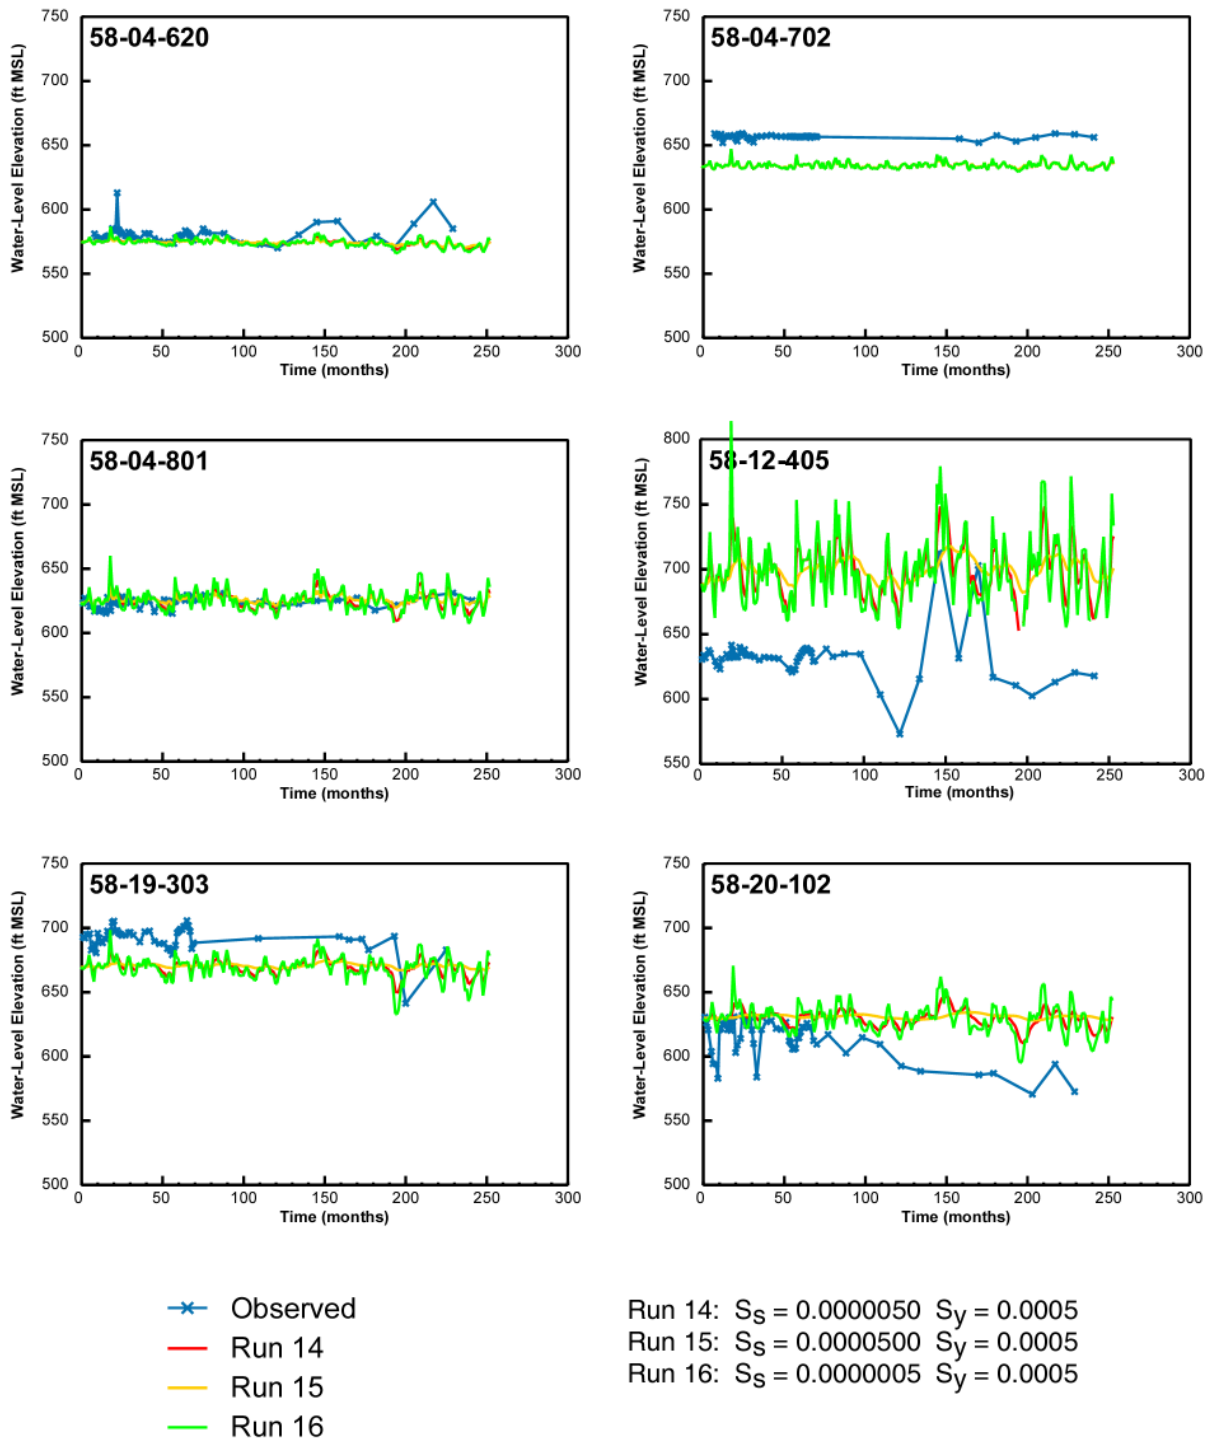 58-04-620
Water-Level Elevation (ft MSL)
750
700
650
600
550
500
0 50 100 150 200 250 300
Time (months)
58-04-702
Water-Level Elevation (ft MSL)
750
700
650
600
550
500
0 50 100 150 200 250 300
Time (months)
58-04-801
Water-Level Elevation (ft MSL)
750
700
650
600
550
500
0 50 100 150 200 250 300
Time (months)
58-12-405
Water-Level Elevation (ft MSL)
800
750
700
650
600
550
0 50 100 150 200 250 300
Time (months)
58-19-303
Water-Level Elevation (ft MSL)
750
700
650
600
550
500
0 50 100 150 200 250 300
Time (months)
58-20-102
Water-Level Elevation (ft MSL)
750
700
650
600
550
500
0 50 100 150 200 250 300
Time (months)
Observed
Run 14
Run 15
Run 16
Run 14: Ss = 0.0000050 Sy = 0.0005
Run 15: Ss = 0.0000500 Sy = 0.0005
Run 16: Ss = 0.0000005 Sy = 0.0005